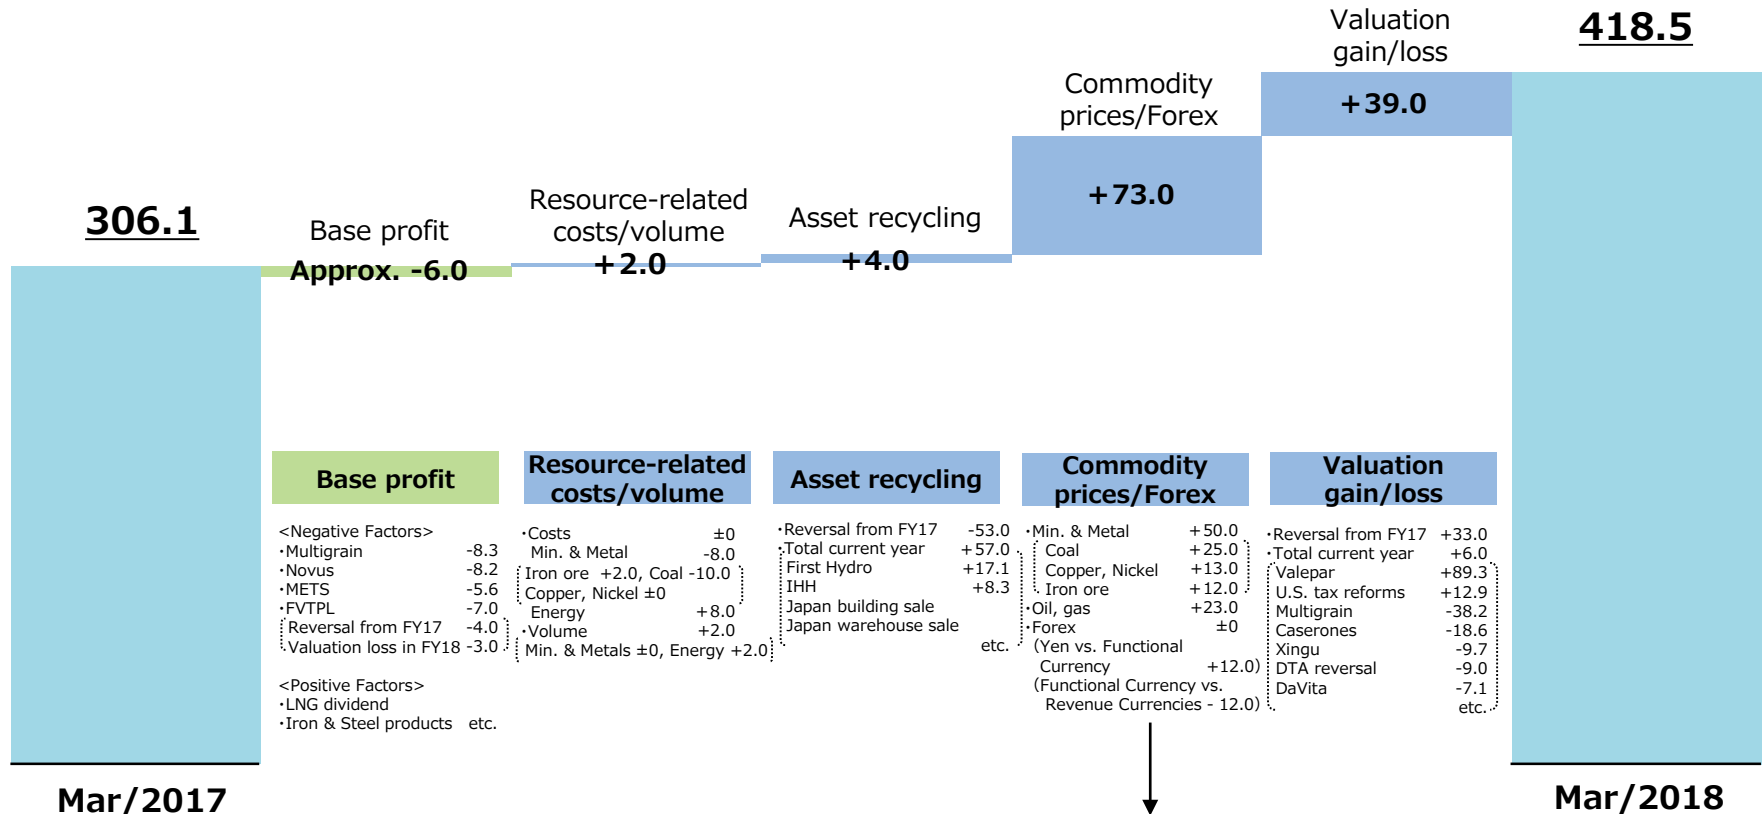 306.1
Base profit
Approx. -6.0
Resource-related
costs/volume
+2.0
Asset recycling
+4.0
Commodity
prices/Forex
+73.0
Valuation
gain/loss
+39.0
418.5
Base profit
<Negative Factors>
・Multigrain -8.3
・Novus -8.2
・METS -5.6
・FVTPL -7.0
Reversal from FY17 -4.0
Valuation loss in FY18 -3.0
<Positive Factors>
・LNG dividend
・Iron & Steel products etc.
Resource-related
costs/volume
・Costs ±0
Min. & Metal -8.0
Iron ore +2.0, Coal -10.0
Copper, Nickel ±0
Energy +8.0
・Volume +2.0
Min. & Metals ±0, Energy +2.0
Asset recycling
・Reversal from FY17 -53.0
・Total current year +57.0
First Hydro +17.1
IHH +8.3
Japan building sale
Japan warehouse sale
etc.
Commodity
prices/Forex
・Min. & Metal +50.0
Coal +25.0
Copper, Nickel +13.0
Iron ore +12.0
・Oil, gas +23.0
・Forex ±0
(Yen vs. Functional
Currency +12.0)
(Functional Currency vs.
Revenue Currencies - 12.0)
Valuation
gain/loss
・Reversal from FY17 +33.0
・Total current year +6.0
Valepar +89.3
U.S. tax reforms +12.9
Multigrain -38.2
Caserones -18.6
Xingu -9.7
DTA reversal -9.0
DaVita -7.1
etc.
Mar/2017
Mar/2018